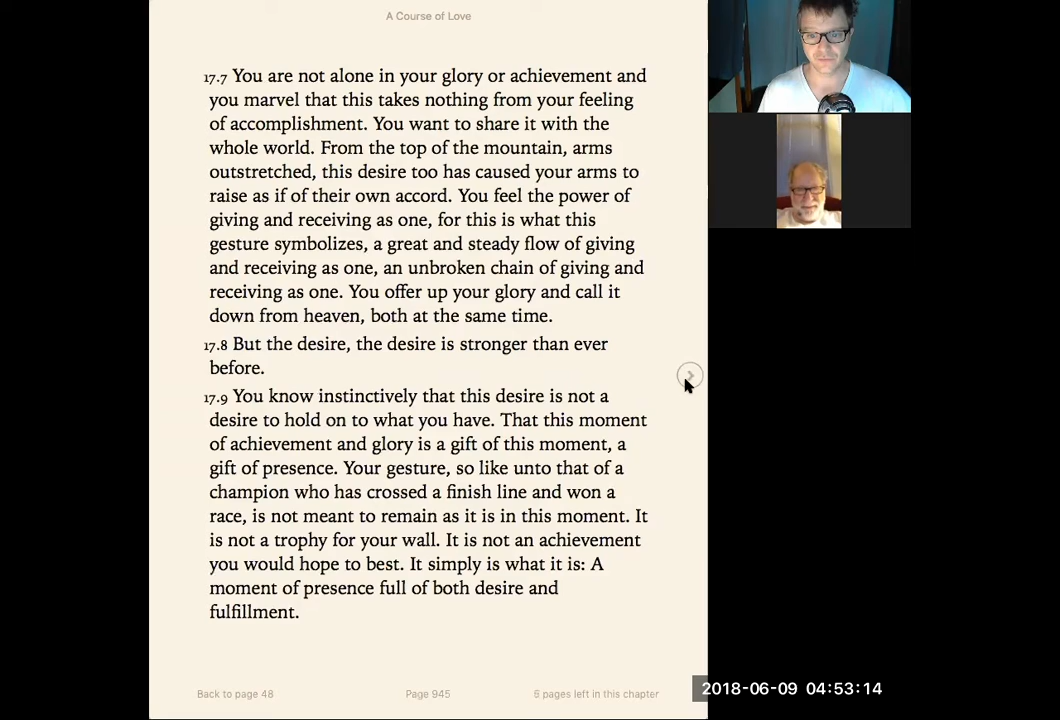 A Course of Love
17.7 You are not alone in your glory or achievement and
you marvel that this takes nothing from your feeling
of accomplishment. You want to share it with the
whole world. From the top of the mountain, arms
outstretched, this desire too has caused your arms to
raise as if of their own accord. You feel the power of
giving and receiving as one, for this is what this
gesture symbolizes, a great and steady flow of giving
and receiving as one, an unbroken chain of giving and
receiving as one. You offer up your glory and call it
down from heaven, both at the same time.
17.8 But the desire, the desire is stronger than ever
before.
17.9 You know instinctively that this desire is not a
desire to hold on to what you have. That this moment
of achievement and glory is a gift of this moment, a
gift of presence. Your gesture, so like unto that of a
champion who has crossed a finish line and won a
race, is not meant to remain as it is in this moment. It
is not a trophy for your wall. It is not an achievement
you would hope to best. It simply is what it is: A
moment of presence full of both desire and
fulfillment.
Back to page 48 Page 945 5 pages left in this chapter
2018-06-09 04:53:14